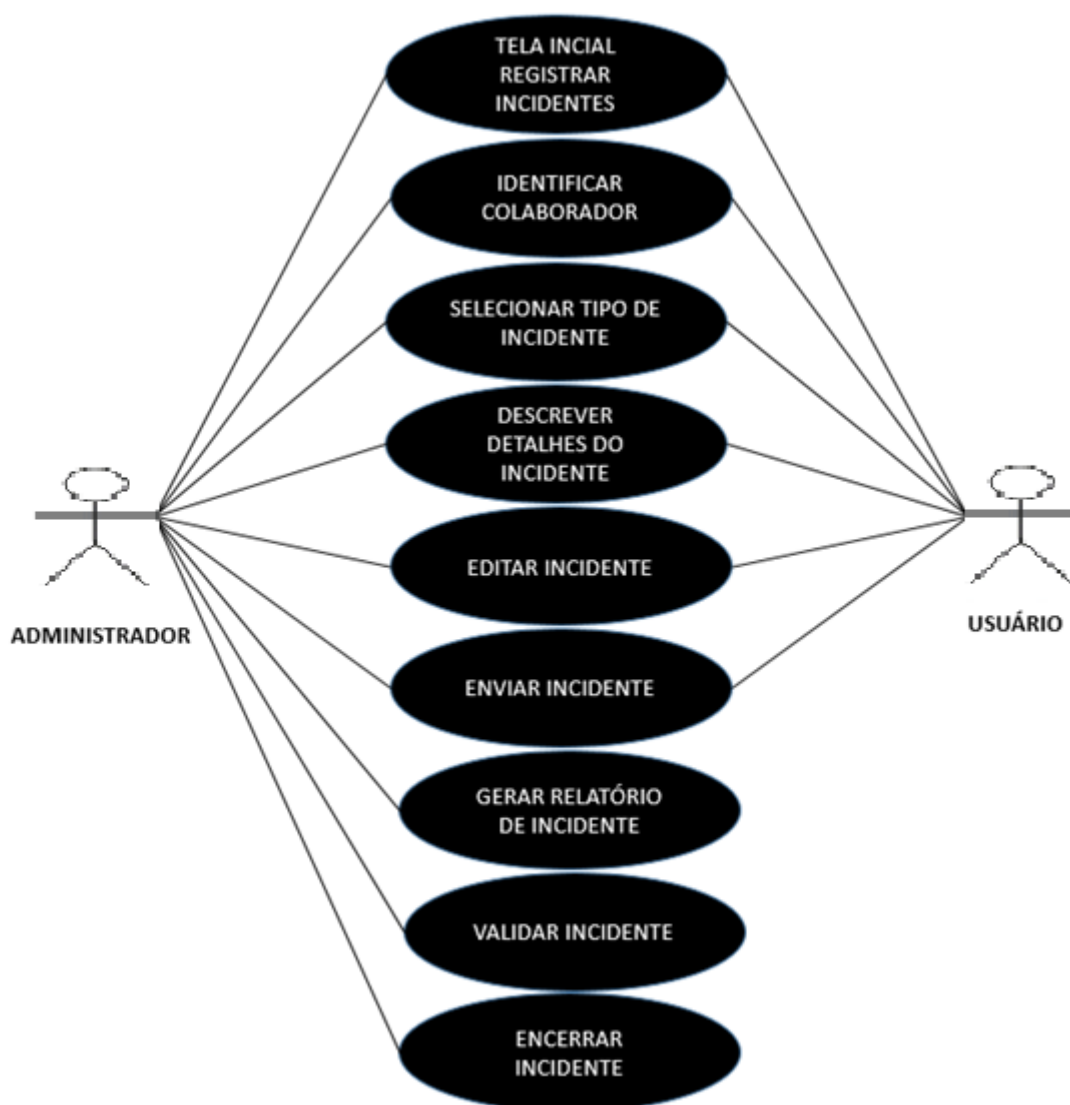 TELA INCIAL
REGISTRAR
INCIDENTES
IDENTIFICAR
COLABORADOR
SELECIONAR TIPO DE
INCIDENTE
DESCREVER
DETALHES DO
INCIDENTE
EDITAR INCIDENTE
ADMINISTRADOR
USUÁRIO
ENVIAR INCIDENTE
GERAR RELATÓRIO
DE INCIDENTE
VALIDAR INCIDENTE
ENCERRAR
INCIDENTE